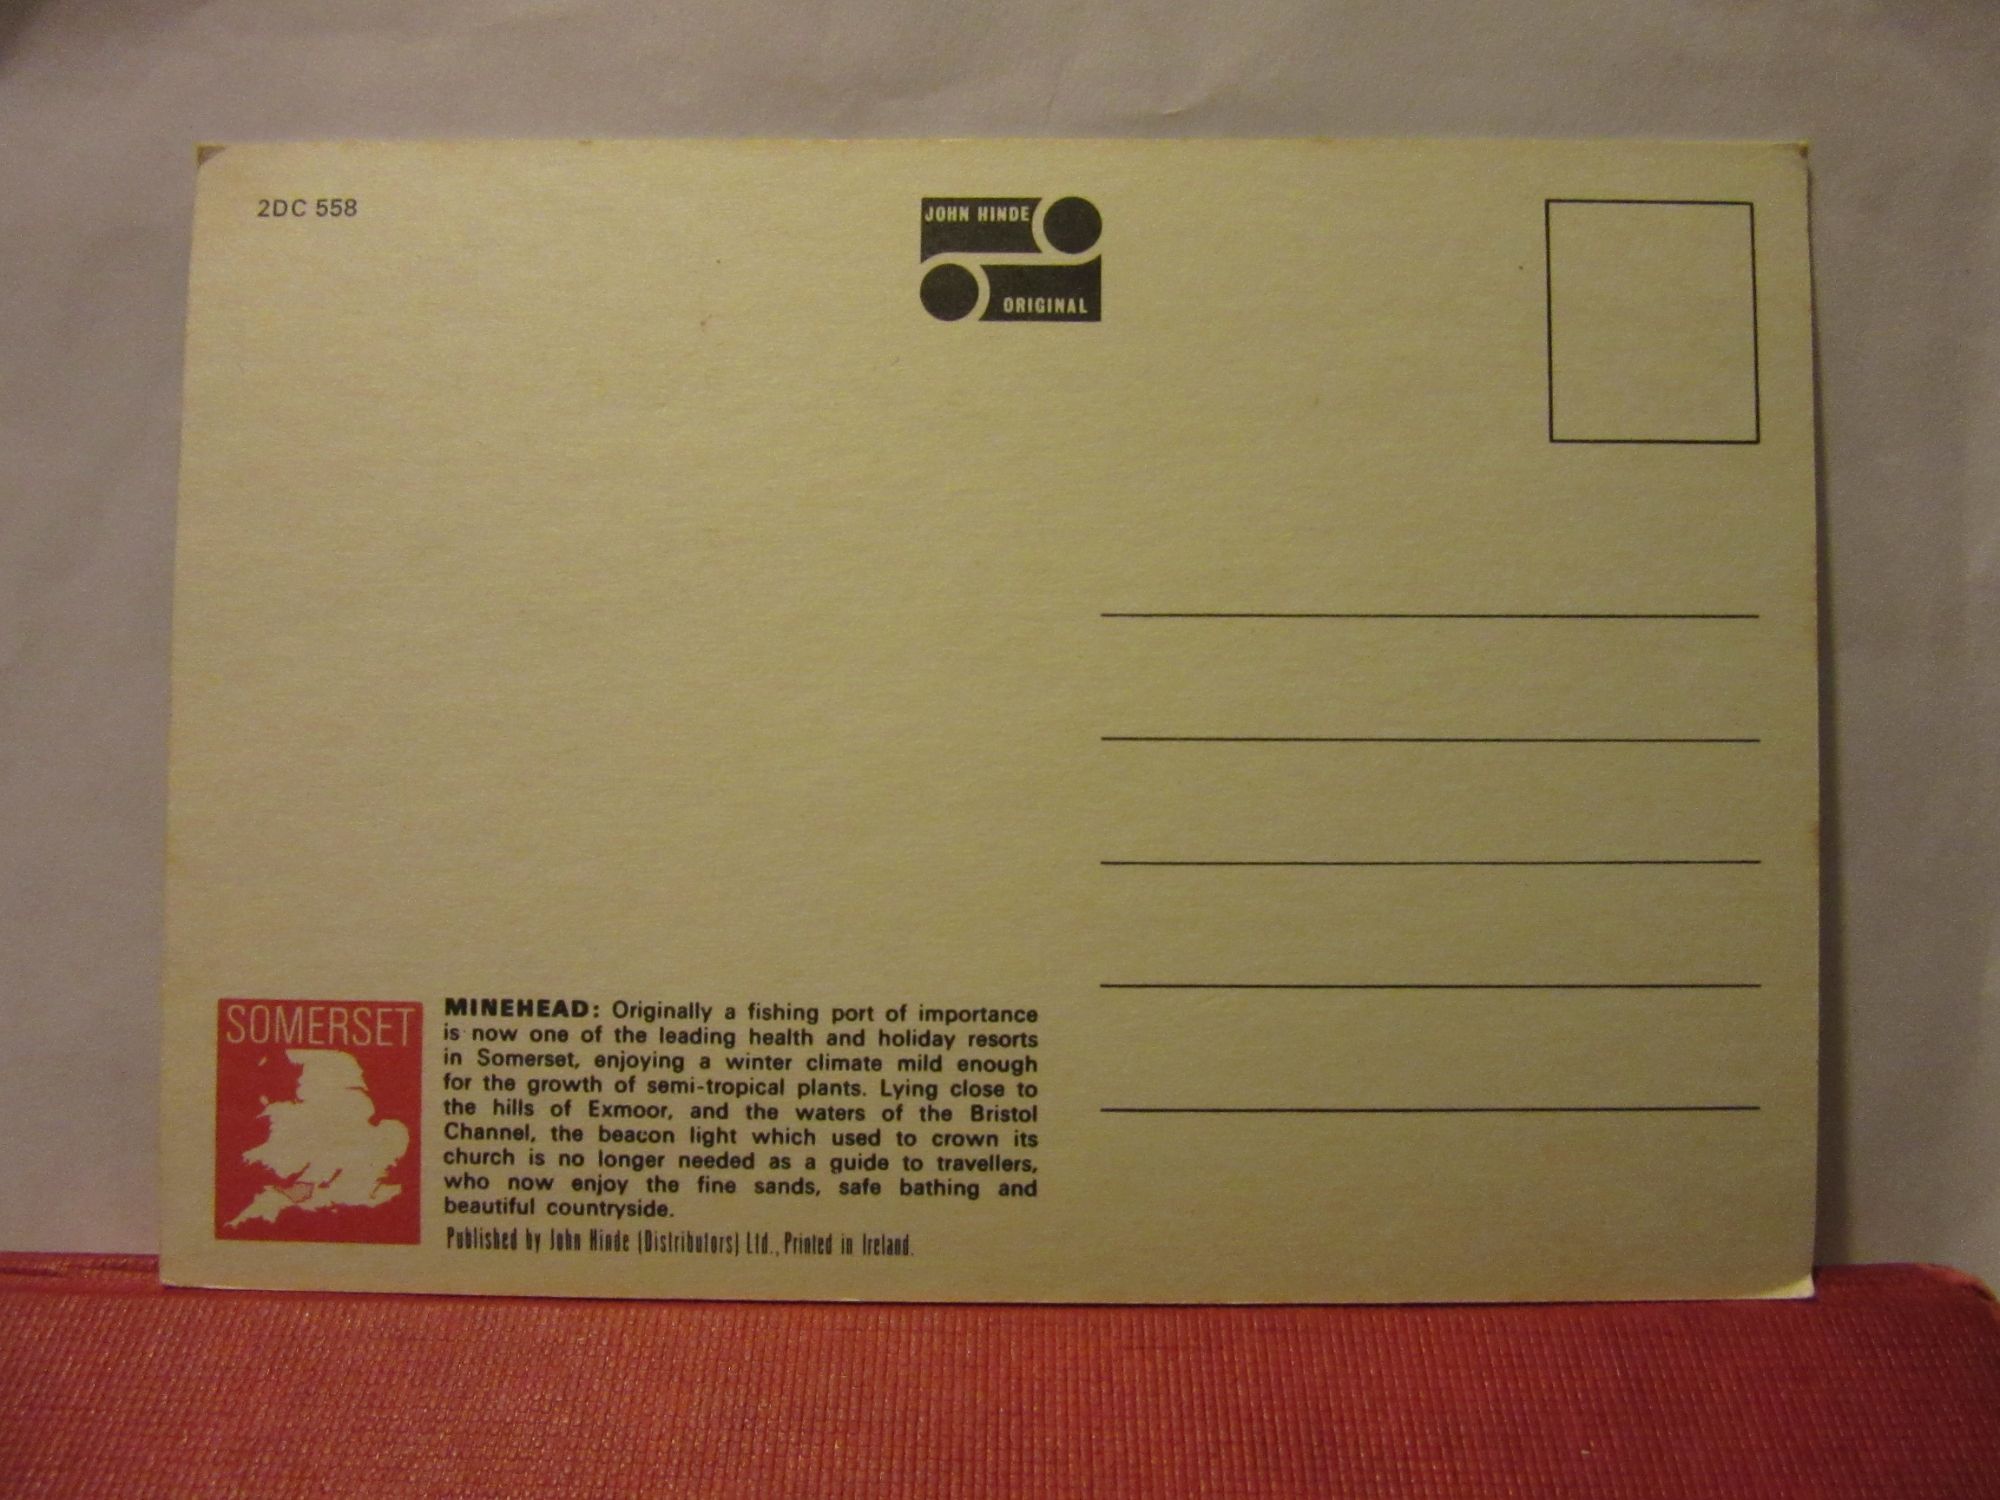 2DC 558
JOHN HINDE
ORIGINAL
SOMERSET
MINEHEAD: Originally a fishing port of importance
is now one of the leading health and holiday resorts
in Somerset, enjoying a winter climate mild enough
for the growth of semi-tropical plants. Lying close to
the hills of Exmoor, and the waters of the Bristol
Channel, the beacon light which used to crown its
church is no longer needed as a guide to travellers,
who now enjoy the fine sands, safe bathing and
beautiful countryside.
Published by John Hinde (Distributors) Ltd., Printed in Ireland.